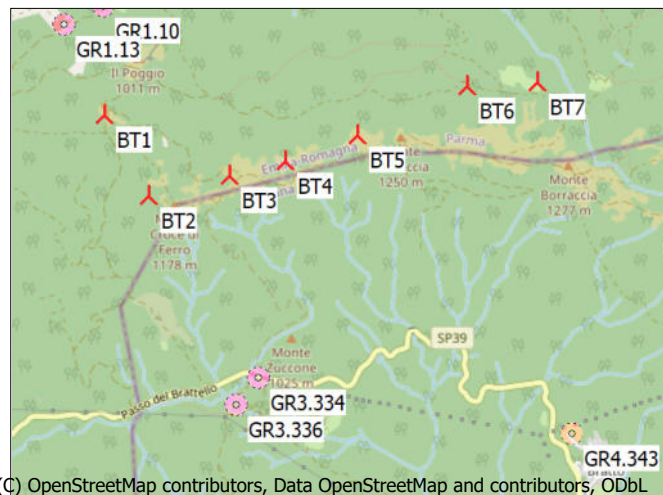 GR1.10
GR1.13
Il Poggio
1011 m
BT1
BT6
BT7
Parma
Emilia-Romagna
BT5
1250 m
BT4
BT3
Monte
Borraccia
1277 m
BT2
Croce di
Ferro
1178 m
SP39
Monte
Zuccone
1025 m
Passo del Brattello
GR3.334
GR3.336
GR4.343
(C) OpenStreetMap contributors, Data OpenStreetMap and contributors, ODbL